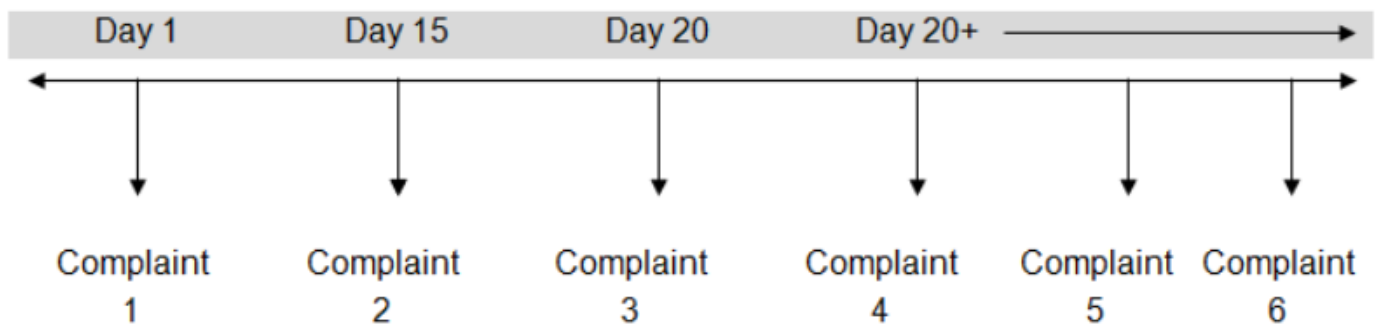 Day 1 Day 15 Day 20 Day 20+
Complaint Complaint Complaint Complaint Complaint Complaint
1 2 3 4 5 6